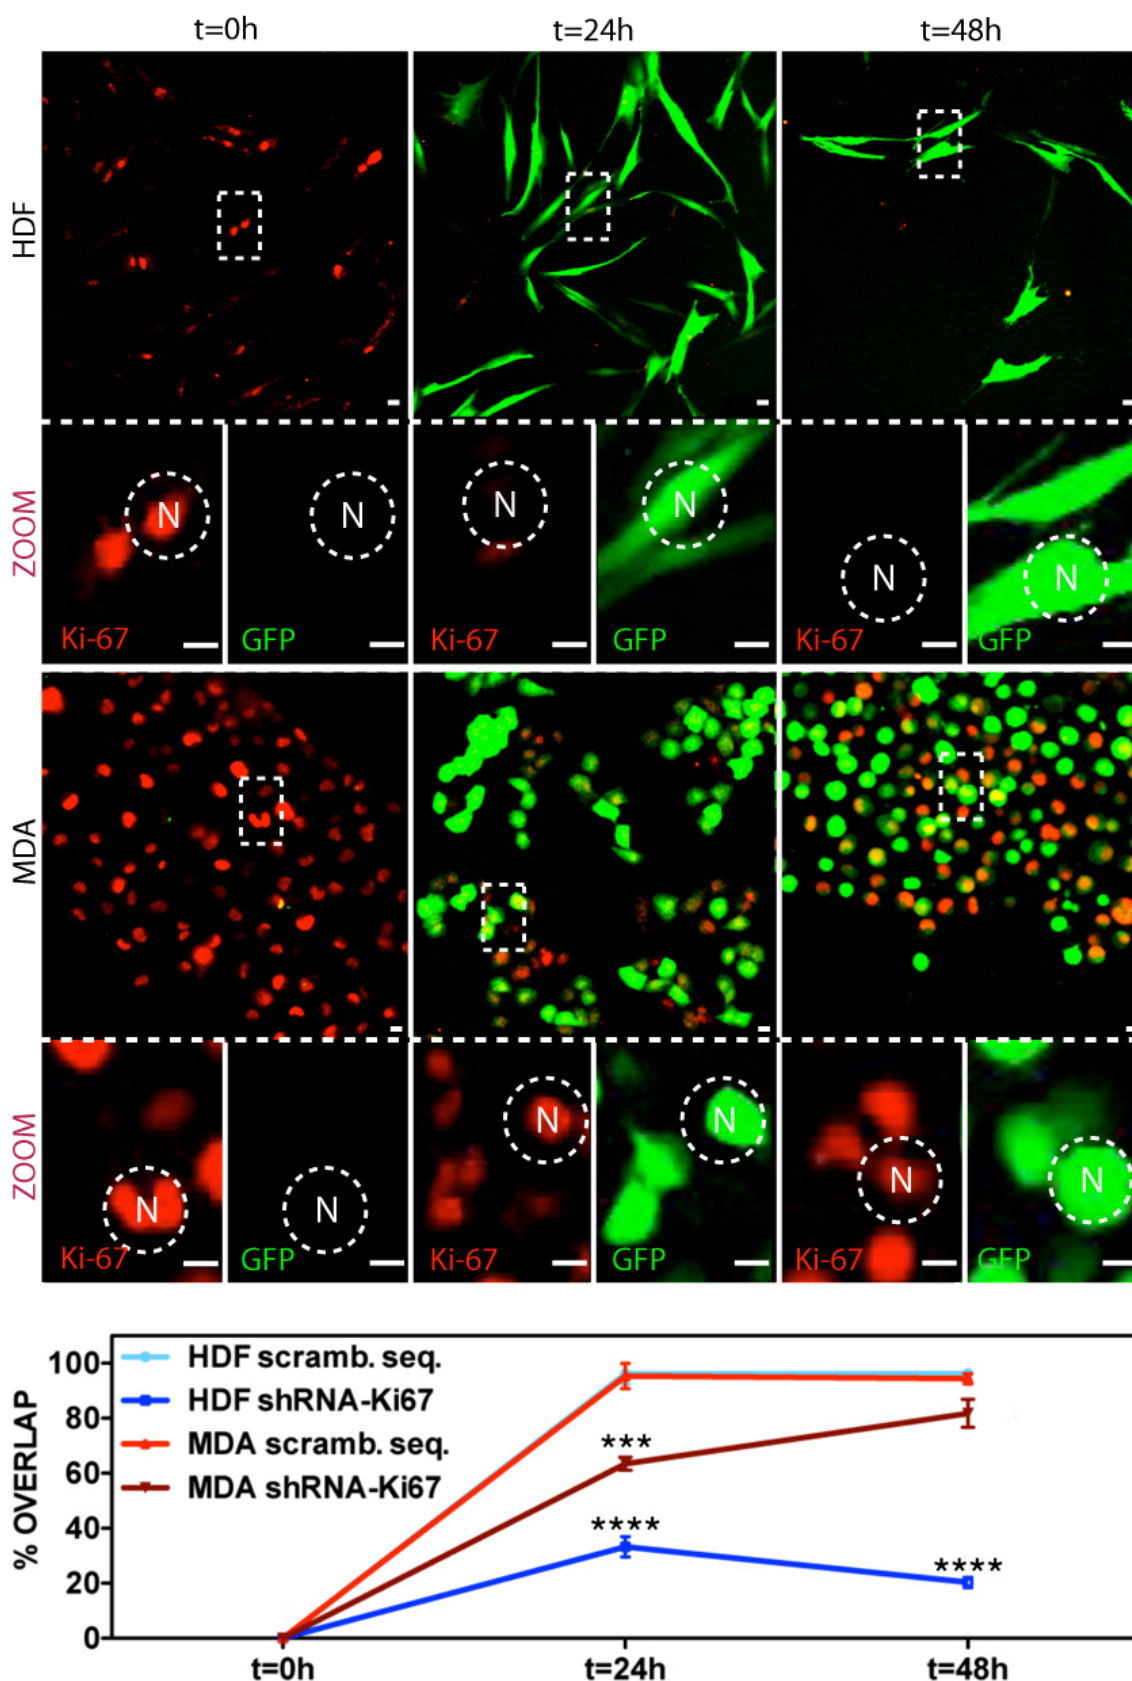 t=0h t=24h t=48h
HDF
ZOOM
N N N N N N
Ki-67 GFP Ki-67 GFP Ki-67 GFP
MDA
ZOOM
N N N N N N
Ki-67 GFP Ki-67 GFP Ki-67 GFP
% OVERLAP
100
80
60
40
20
0
HDF scramb. seq.
HDF shRNA-Ki67
MDA scramb. seq.
MDA shRNA-Ki67
***
****
****
t=0h t=24h t=48h